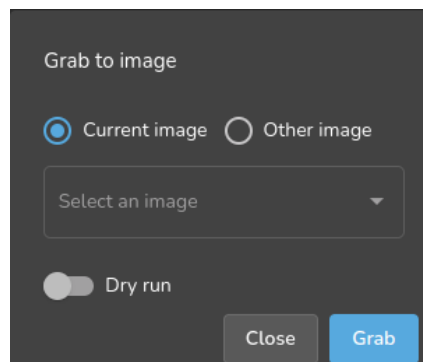 Grab to image
Current image Other image
Select an image
Dry run
Close Grab